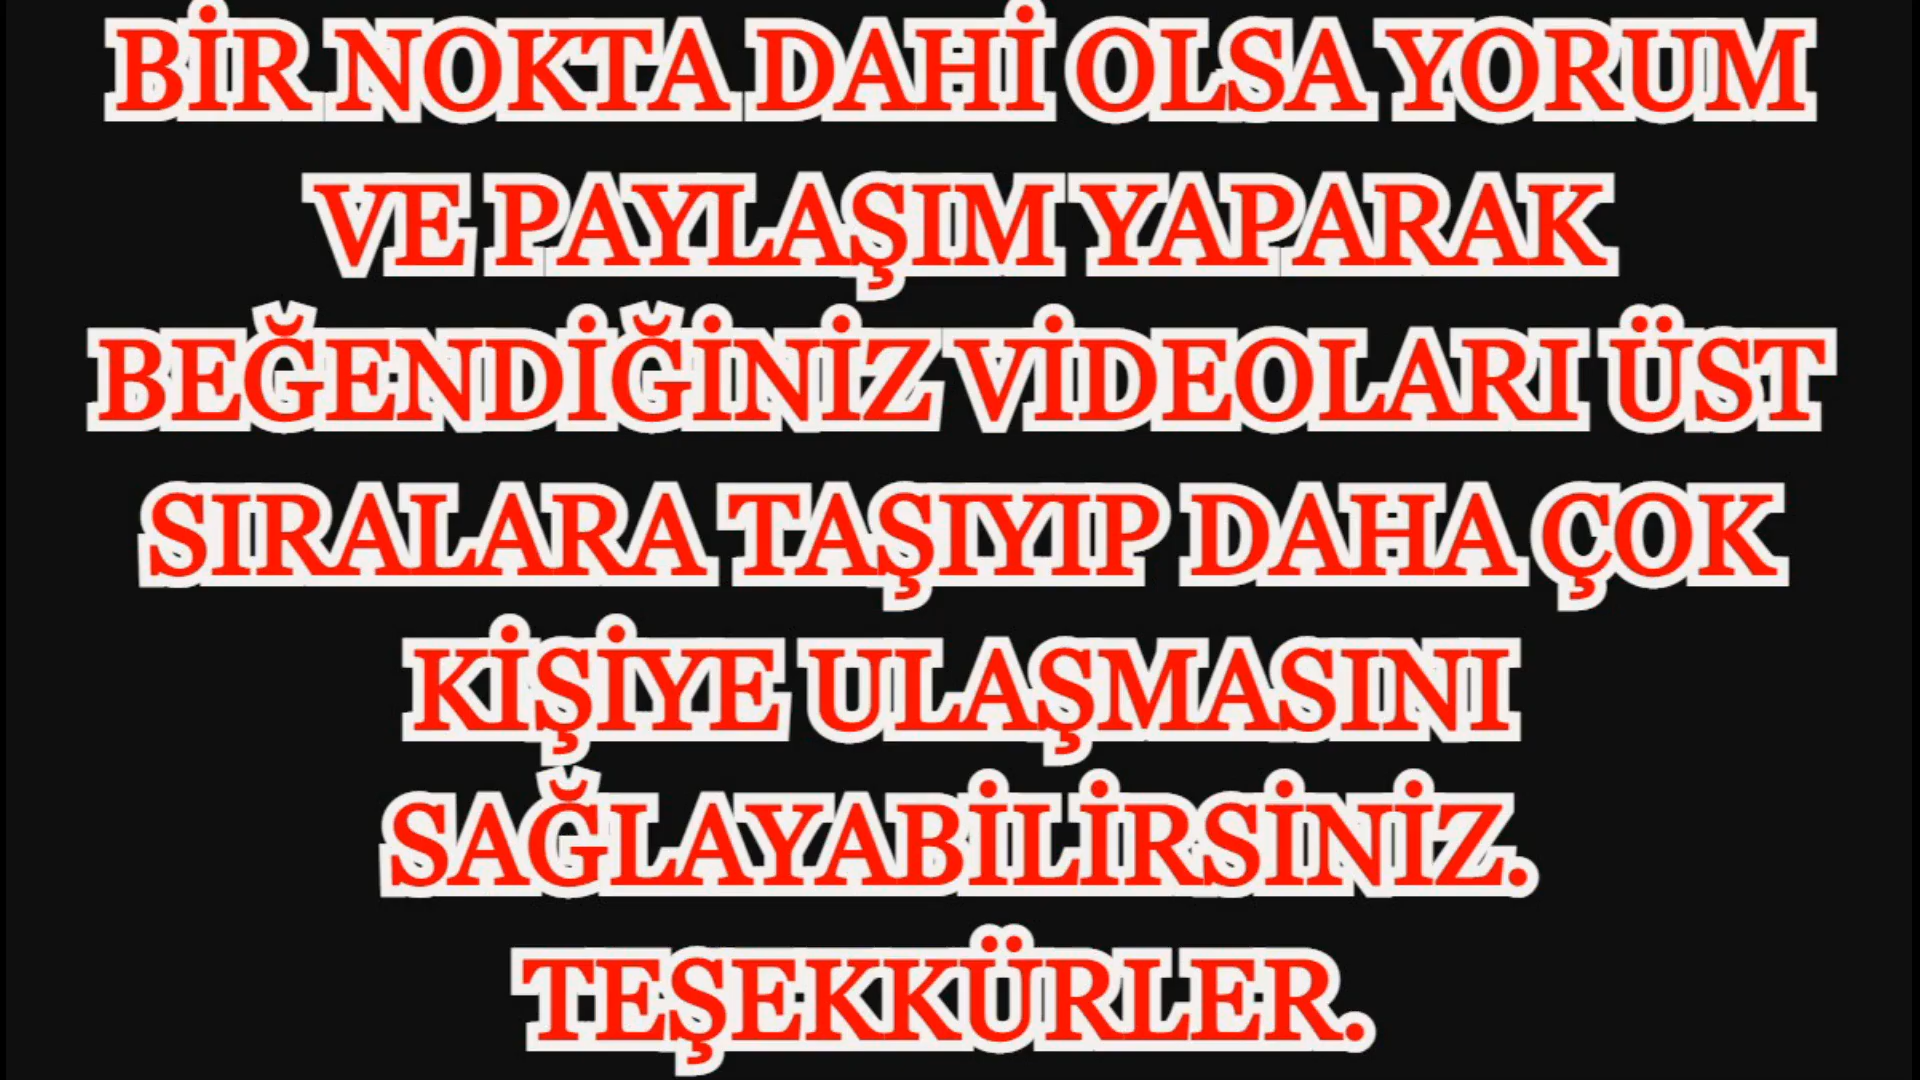 BİR NOKTA DAHİ OLSA YORUM
VE PAYLAŞIM YAPARAK
BEĞENDİĞİNİZ VİDEOLARI ÜST
SIRALARA TAŞIYIP DAHA ÇOK
KİŞİYE ULAŞMASINI
SAĞLAYABİLİRSİNİZ.
TEŞEKKÜRLER.